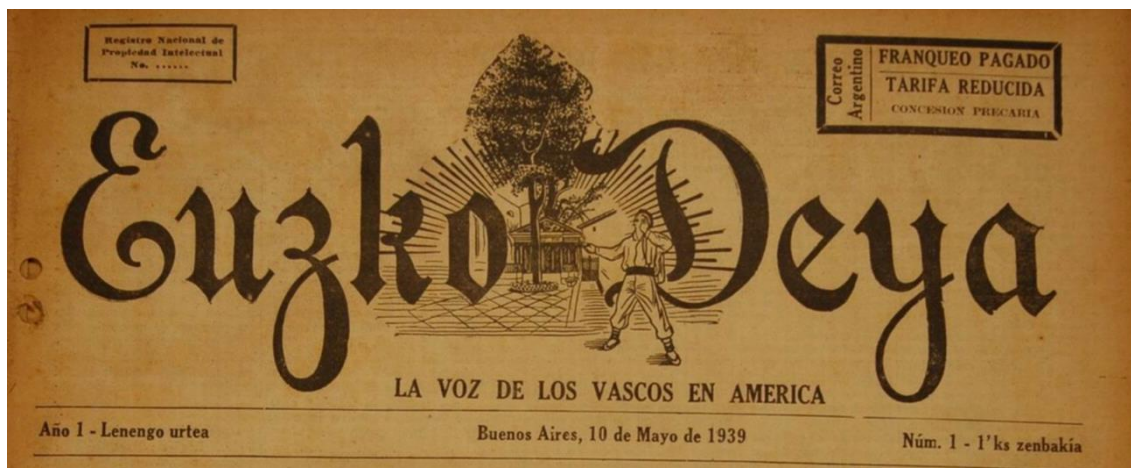 Registro Nacional de
Propiedad Intelectual
No. ......
Correo
Argentino
FRANQUEO PAGADO
TARIFA REDUCIDA
CONCESION PRECARIA
Euzko Deya
LA VOZ DE LOS VASCOS EN AMERICA
Año 1 - Lenengo urtea
Buenos Aires, 10 de Mayo de 1939
Núm. 1 - 1'ks zenbakia